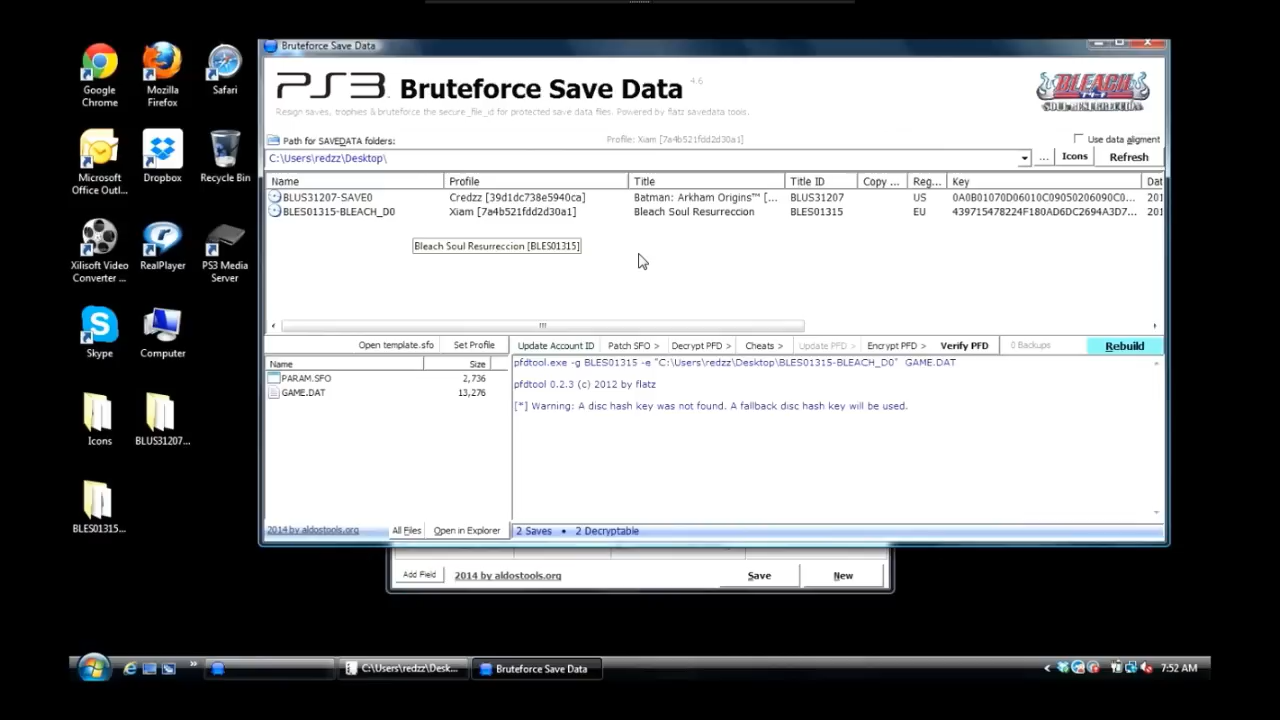 Bruteforce Save Data
PS3 Bruteforce Save Data 4.6
Resign saves, trophies & bruteforce the secure_file_id for protected save data files. Powered by flatz savedata tools.
BLEACH
SOUL RESURRECCIÓN
Path for SAVEDATA folders:
Profile: Xiam [7a4b521fdd2d30a1]
Use data aligment
C:\Users\redzz\Desktop\
...
Icons
Refresh
Name Profile Title Title ID Copy ... Reg... Key Dat
BLUS31207-SAVE0 Credzz [39d1dc738e5940ca] Batman: Arkham Origins™ [... BLUS31207 US 0A0B01070D06010C09050206090C0... 201
BLES01315-BLEACH_D0 Xiam [7a4b521fdd2d30a1] Bleach Soul Resurreccion BLES01315 EU 439715478224F180AD6DC2694A3D7... 201
Bleach Soul Resurreccion [BLES01315]
Open template.sfo Set Profile Update Account ID Patch SFO > Decrypt PFD > Cheats > Update PFD > Encrypt PFD > Verify PFD 0 Backups Rebuild
Name Size
PARAM.SFO 2,736
GAME.DAT 13,276
pfdtool.exe -g BLES01315 -e "C:\Users\redzz\Desktop\BLES01315-BLEACH_D0" GAME.DAT
pfdtool 0.2.3 (c) 2012 by flatz
[*] Warning: A disc hash key was not found. A fallback disc hash key will be used.
2014 by aldostools.org All Files Open in Explorer 2 Saves • 2 Decryptable
Add Field 2014 by aldostools.org Save New
Google Chrome
Mozilla Firefox
Safari
Microsoft Office Outl...
Dropbox
Recycle Bin
Xilisoft Video Converter ...
RealPlayer
PS3 Media Server
Skype
Computer
Icons
BLUS31207...
BLES01315...
C:\Users\redzz\Desk...
Bruteforce Save Data
7:52 AM